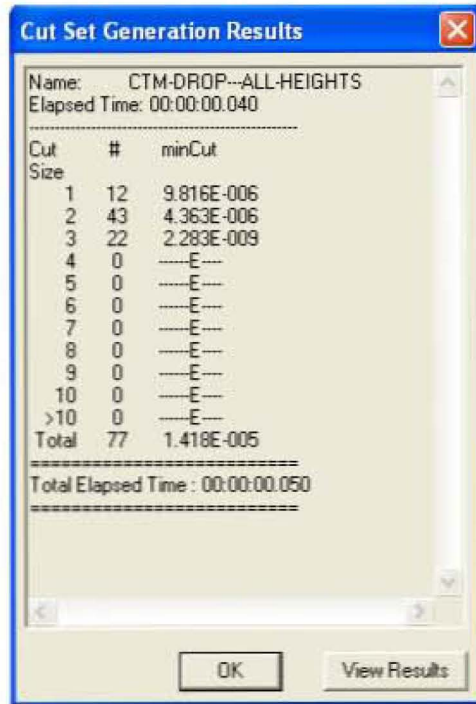 Cut Set Generation Results
Name: CTM-DROP---ALL-HEIGHTS
Elapsed Time: 00:00:00.040
---------------------------------------------
Cut # minCut
Size
1 12 9.816E-006
2 43 4.363E-006
3 22 2.283E-009
4 0 -----E----
5 0 -----E----
6 0 -----E----
7 0 -----E----
8 0 -----E----
9 0 -----E----
10 0 -----E----
>10 0 -----E----
Total 77 1.418E-005
===========================
Total Elapsed Time : 00:00:00.050
===========================
OK View Results